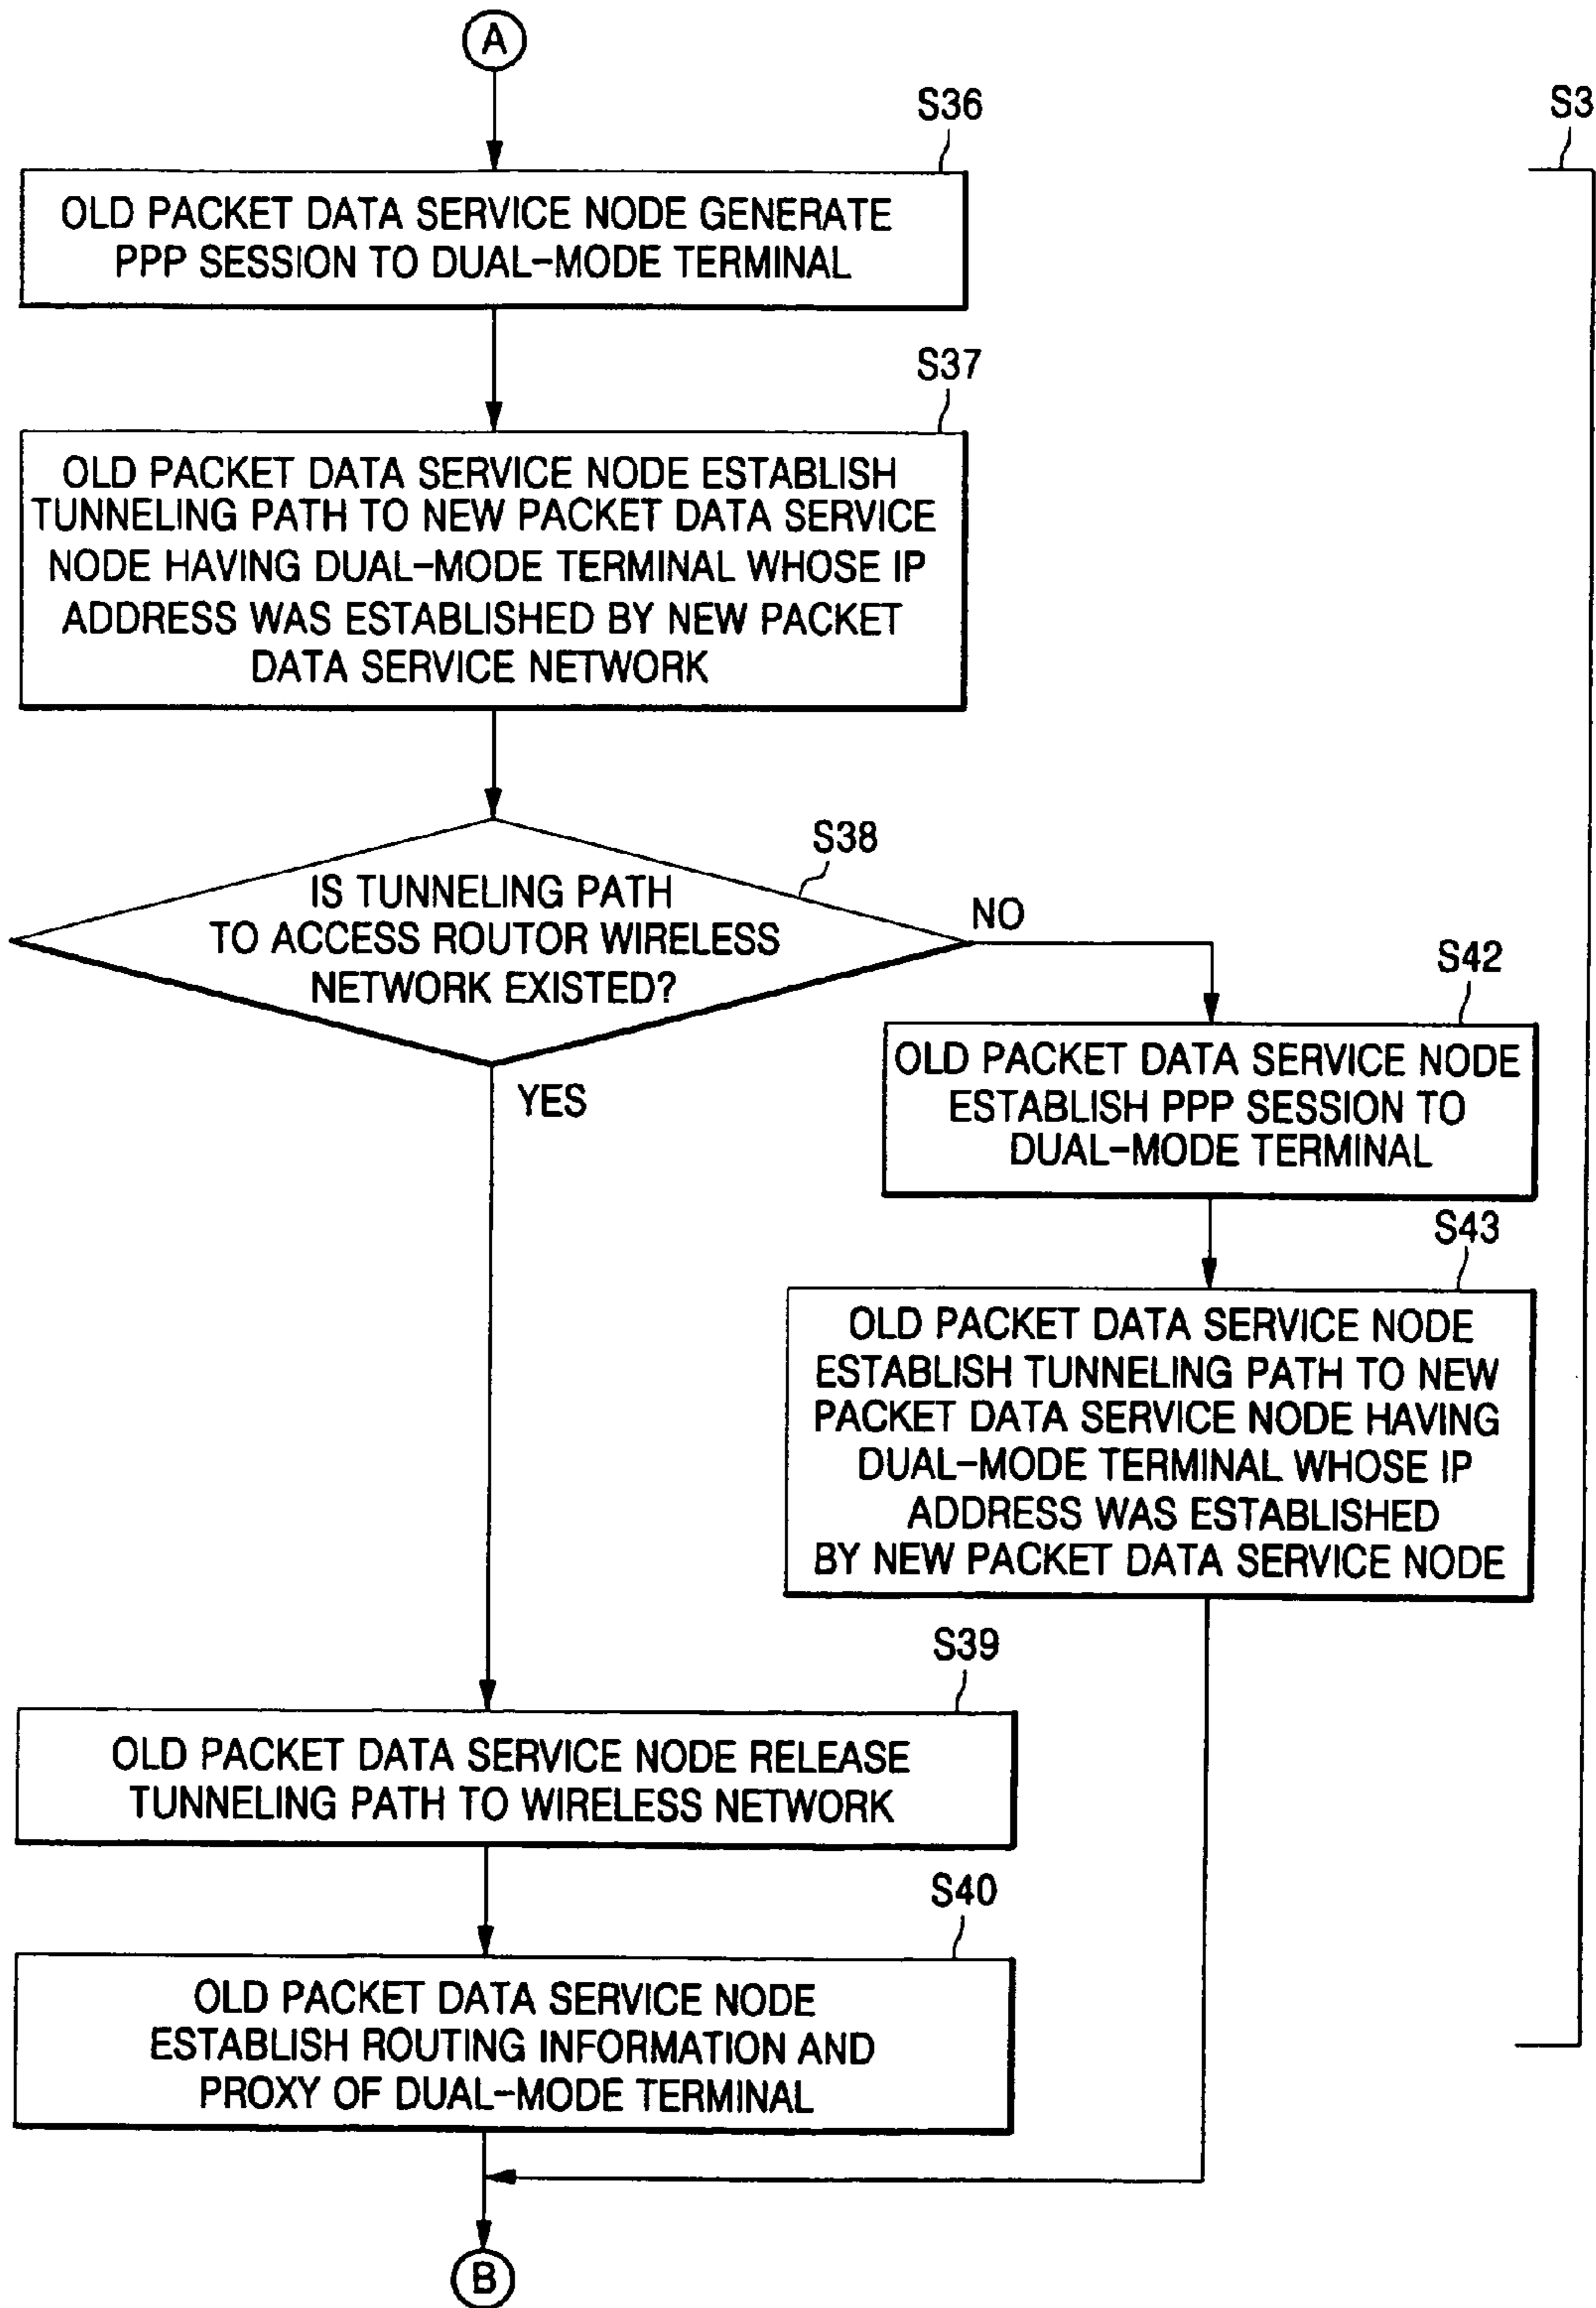 A
S36
S3
OLD PACKET DATA SERVICE NODE GENERATE
PPP SESSION TO DUAL-MODE TERMINAL
S37
OLD PACKET DATA SERVICE NODE ESTABLISH
TUNNELING PATH TO NEW PACKET DATA SERVICE
NODE HAVING DUAL-MODE TERMINAL WHOSE IP
ADDRESS WAS ESTABLISHED BY NEW PACKET
DATA SERVICE NETWORK
S38
IS TUNNELING PATH
TO ACCESS ROUTOR WIRELESS
NETWORK EXISTED?
NO
YES
S42
OLD PACKET DATA SERVICE NODE
ESTABLISH PPP SESSION TO
DUAL-MODE TERMINAL
S43
OLD PACKET DATA SERVICE NODE
ESTABLISH TUNNELING PATH TO NEW
PACKET DATA SERVICE NODE HAVING
DUAL-MODE TERMINAL WHOSE IP
ADDRESS WAS ESTABLISHED
BY NEW PACKET DATA SERVICE NODE
S39
OLD PACKET DATA SERVICE NODE RELEASE
TUNNELING PATH TO WIRELESS NETWORK
S40
OLD PACKET DATA SERVICE NODE
ESTABLISH ROUTING INFORMATION AND
PROXY OF DUAL-MODE TERMINAL
B